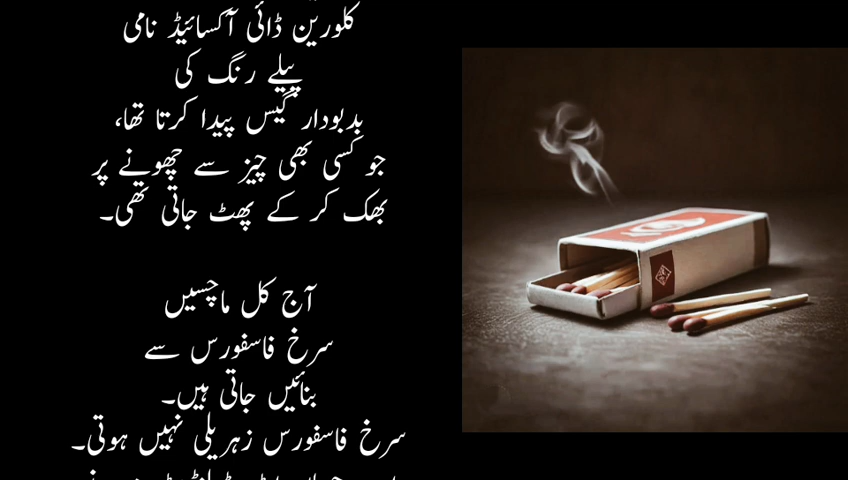 کلورین ڈائی آکسائیڈ نامی
پیلے رنگ کی
بدبودار گیس پیدا کرتا تھا،
جو کسی بھی چیز سے چھونے پر
بھک کر کے پھٹ جاتی تھی۔
آج کل ماچسیں
سرخ فاسفورس سے
بنائیں جاتی ہیں۔
سرخ فاسفورس زہریلی نہیں ہوتی۔